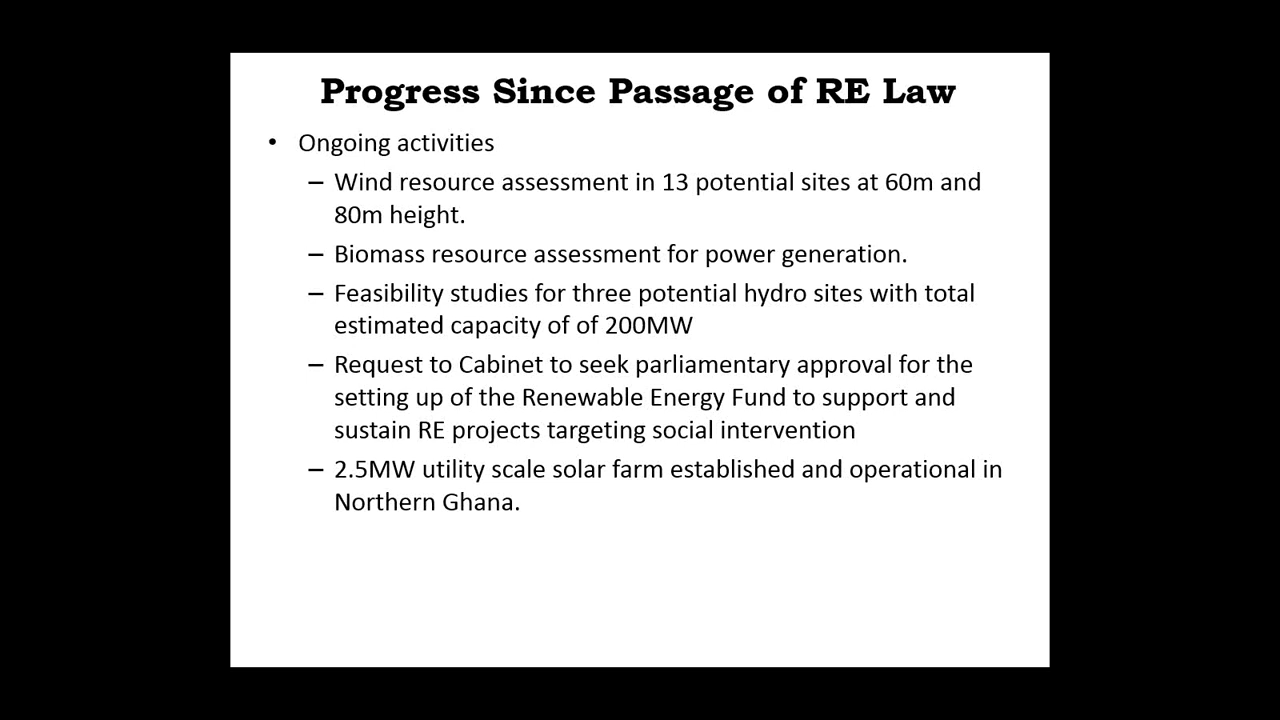 Progress Since Passage of RE Law
• Ongoing activities
– Wind resource assessment in 13 potential sites at 60m and
80m height.
– Biomass resource assessment for power generation.
– Feasibility studies for three potential hydro sites with total
estimated capacity of of 200MW
– Request to Cabinet to seek parliamentary approval for the
setting up of the Renewable Energy Fund to support and
sustain RE projects targeting social intervention
– 2.5MW utility scale solar farm established and operational in
Northern Ghana.